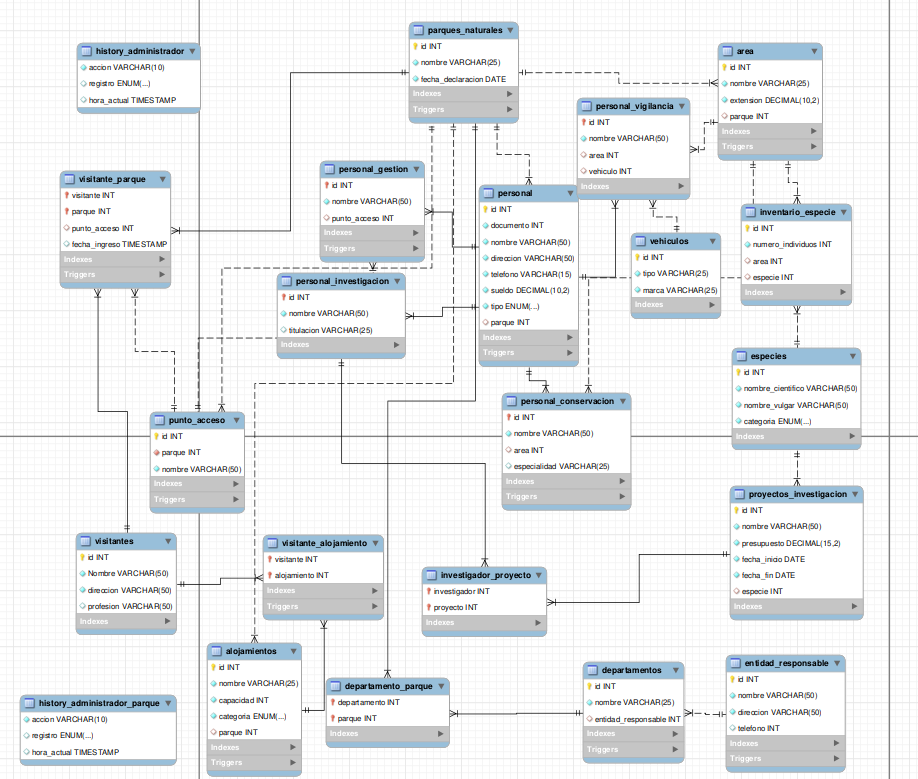 parques_naturales
id INT
nombre VARCHAR(25)
fecha_declaracion DATE
Indexes
Triggers
history_administrador
accion VARCHAR(10)
registro ENUM(...)
hora_actual TIMESTAMP
area
id INT
nombre VARCHAR(25)
extension DECIMAL(10,2)
parque INT
Indexes
Triggers
personal_vigilancia
id INT
nombre VARCHAR(50)
area INT
vehiculo INT
Indexes
visitante_parque
visitante INT
parque INT
punto_acceso INT
fecha_ingreso TIMESTAMP
Indexes
Triggers
personal_gestion
id INT
nombre VARCHAR(50)
punto_acceso INT
Indexes
Triggers
personal
id INT
documento INT
nombre VARCHAR(50)
direccion VARCHAR(50)
telefono VARCHAR(15)
sueldo DECIMAL(10,2)
tipo ENUM(...)
parque INT
Indexes
Triggers
inventario_especie
id INT
numero_individuos INT
area INT
especie INT
Indexes
vehiculos
id INT
tipo VARCHAR(25)
marca VARCHAR(25)
Indexes
personal_investigacion
id INT
nombre VARCHAR(50)
titulacion VARCHAR(25)
Indexes
especies
id INT
nombre_cientifico VARCHAR(50)
nombre_vulgar VARCHAR(50)
categoria ENUM(...)
Indexes
personal_conservacion
id INT
nombre VARCHAR(50)
area INT
especialidad VARCHAR(25)
Indexes
Triggers
punto_acceso
id INT
parque INT
nombre VARCHAR(50)
Indexes
Triggers
proyectos_investigacion
id INT
nombre VARCHAR(50)
presupuesto DECIMAL(15,2)
fecha_inicio DATE
fecha_fin DATE
especie INT
Indexes
visitantes
id INT
Nombre VARCHAR(50)
direccion VARCHAR(50)
profesion VARCHAR(50)
Indexes
visitante_alojamiento
visitante INT
alojamiento INT
Indexes
Triggers
investigador_proyecto
investigador INT
proyecto INT
Indexes
alojamientos
id INT
nombre VARCHAR(25)
capacidad INT
categoria ENUM(...)
parque INT
Indexes
Triggers
departamento_parque
departamento INT
parque INT
Indexes
departamentos
id INT
nombre VARCHAR(25)
entidad_responsable INT
Indexes
Triggers
entidad_responsable
id INT
nombre VARCHAR(50)
direccion VARCHAR(50)
telefono INT
Indexes
Triggers
history_administrador_parque
accion VARCHAR(10)
registro ENUM(...)
hora_actual TIMESTAMP